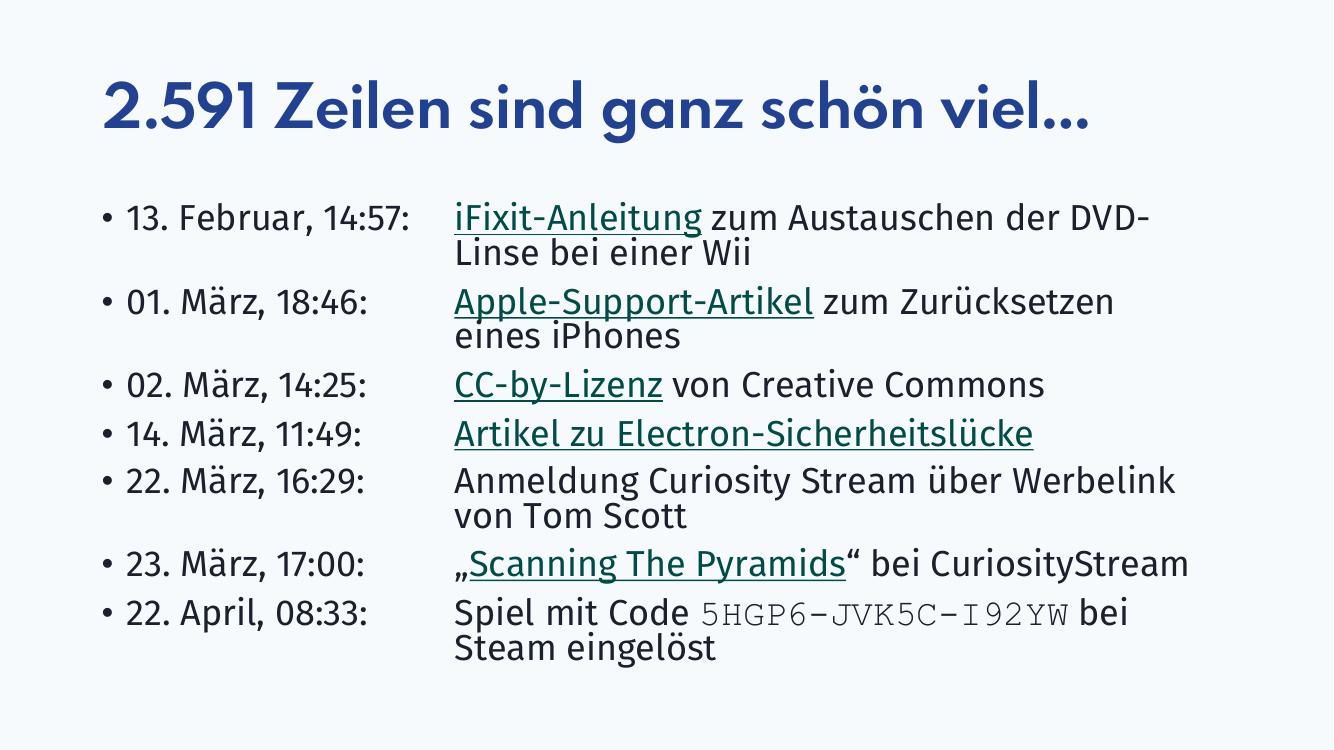 2.591 Zeilen sind ganz schön viel…
• 13. Februar, 14:57: iFixit-Anleitung zum Austauschen der DVD-
Linse bei einer Wii
• 01. März, 18:46: Apple-Support-Artikel zum Zurücksetzen
eines iPhones
• 02. März, 14:25: CC-by-Lizenz von Creative Commons
• 14. März, 11:49: Artikel zu Electron-Sicherheitslücke
• 22. März, 16:29: Anmeldung Curiosity Stream über Werbelink
von Tom Scott
• 23. März, 17:00: „Scanning The Pyramids“ bei CuriosityStream
• 22. April, 08:33: Spiel mit Code 5HGP6-JVK5C-I92YW bei
Steam eingelöst